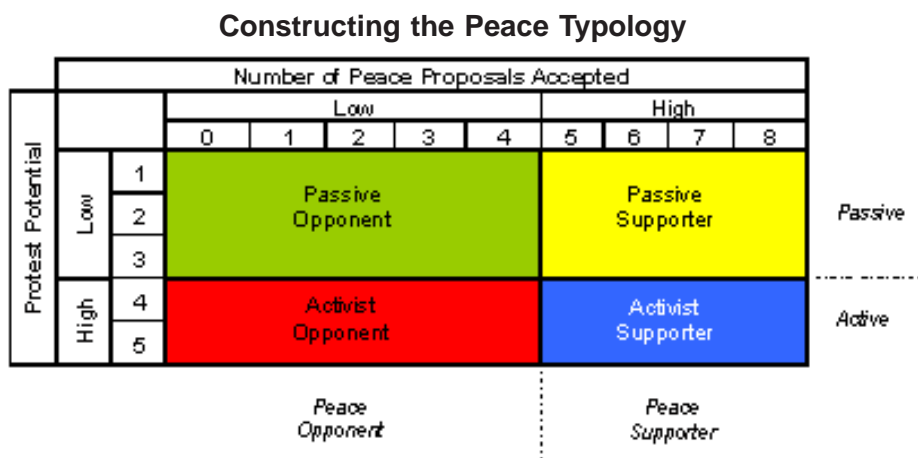 Constructing the Peace Typology
Number of Peace Proposals Accepted
Low High
0 1 2 3 4 5 6 7 8
Protest Potential
Low
1
2
3
Passive
Opponent
Passive
Supporter
Passive
High
4
5
Activist
Opponent
Activist
Supporter
Active
Peace
Opponent
Peace
Supporter